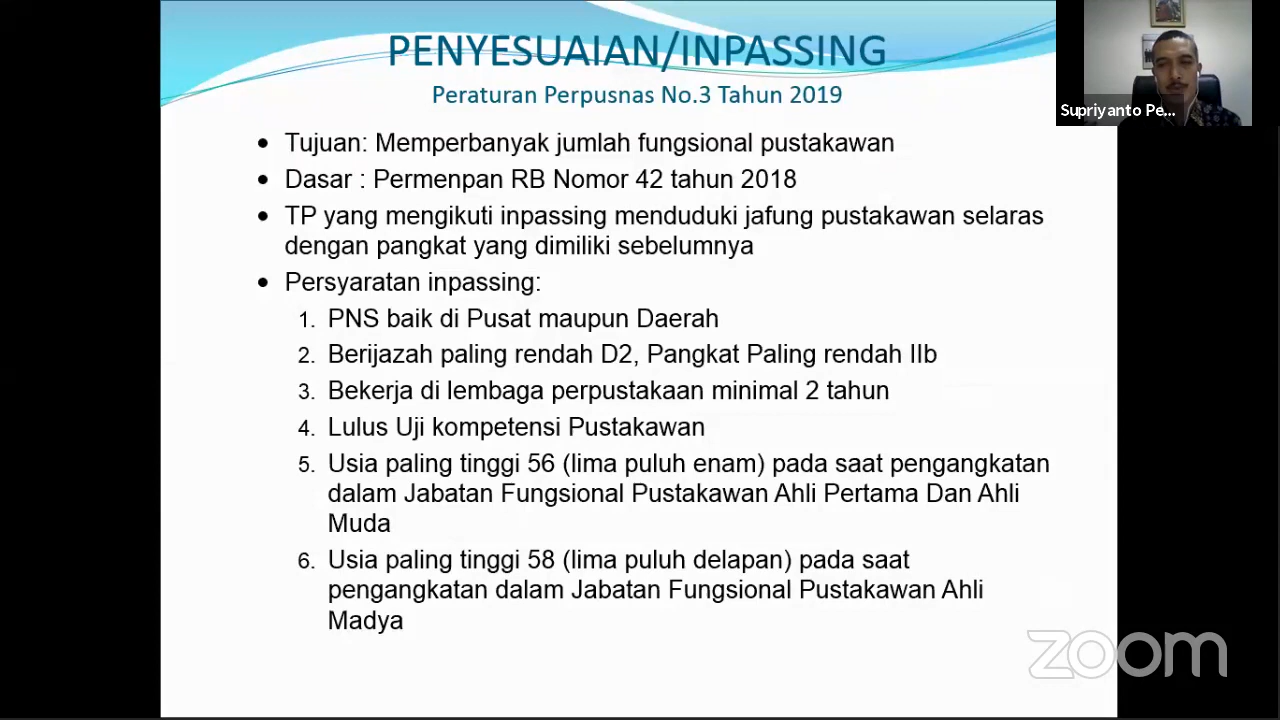 PENYESUAIAN/INPASSING
Peraturan Perpusnas No.3 Tahun 2019
Supriyanto Pe...
• Tujuan: Memperbanyak jumlah fungsional pustakawan
• Dasar : Permenpan RB Nomor 42 tahun 2018
• TP yang mengikuti inpassing menduduki jafung pustakawan selaras
dengan pangkat yang dimiliki sebelumnya
• Persyaratan inpassing:
1. PNS baik di Pusat maupun Daerah
2. Berijazah paling rendah D2, Pangkat Paling rendah IIb
3. Bekerja di lembaga perpustakaan minimal 2 tahun
4. Lulus Uji kompetensi Pustakawan
5. Usia paling tinggi 56 (lima puluh enam) pada saat pengangkatan
dalam Jabatan Fungsional Pustakawan Ahli Pertama Dan Ahli
Muda
6. Usia paling tinggi 58 (lima puluh delapan) pada saat
pengangkatan dalam Jabatan Fungsional Pustakawan Ahli
Madya
zoom